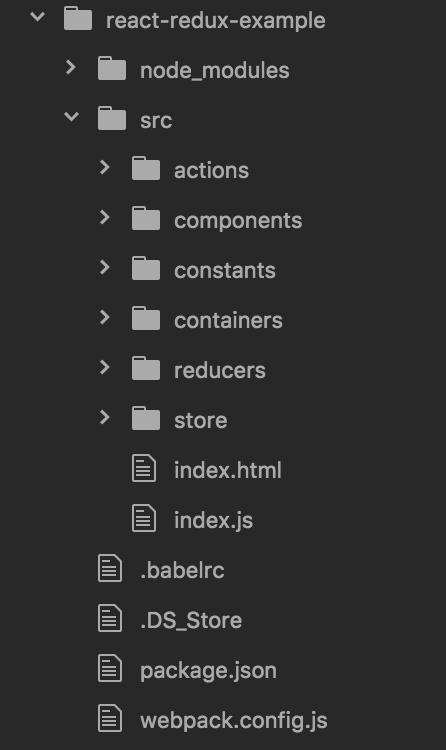 react-redux-example
node_modules
src
actions
components
constants
containers
reducers
store
index.html
index.js
.babelrc
.DS_Store
package.json
webpack.config.js